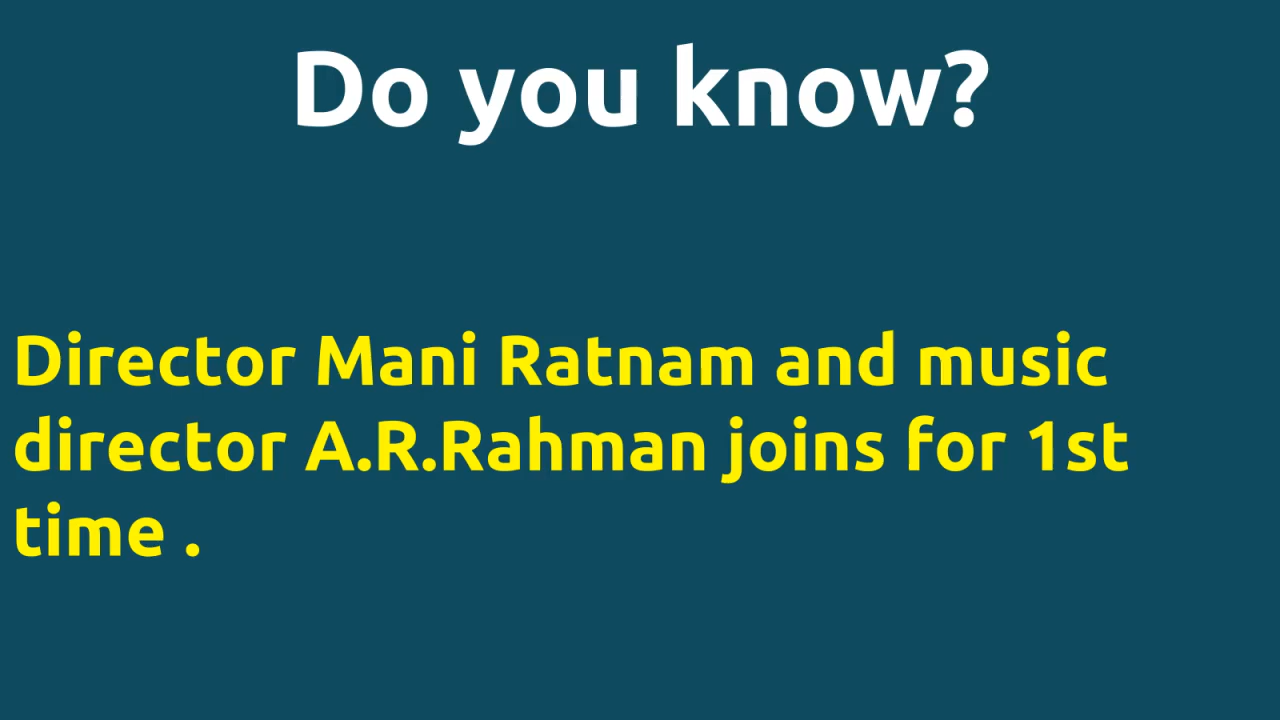 Do you know?
Director Mani Ratnam and music
director A.R.Rahman joins for 1st
time .